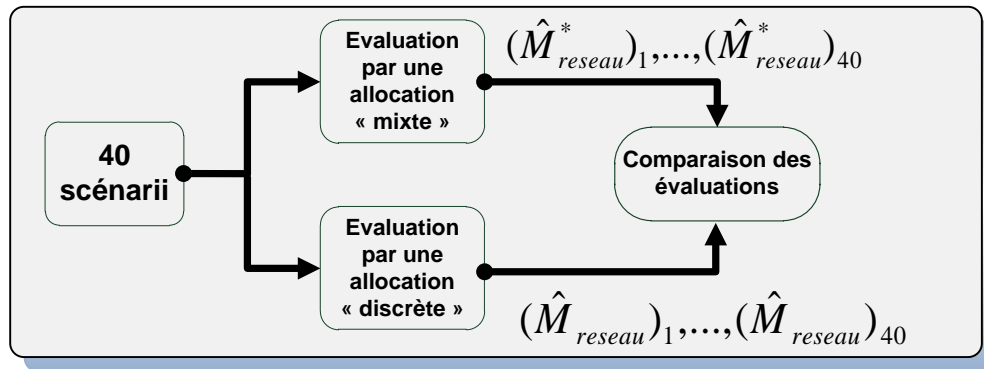 40
scénarii
Evaluation
par une
allocation
« mixte »
(M̂*reseau)1,...,(M̂*reseau)40
Comparaison des
évaluations
Evaluation
par une
allocation
« discrète »
(M̂reseau)1,...,(M̂reseau)40